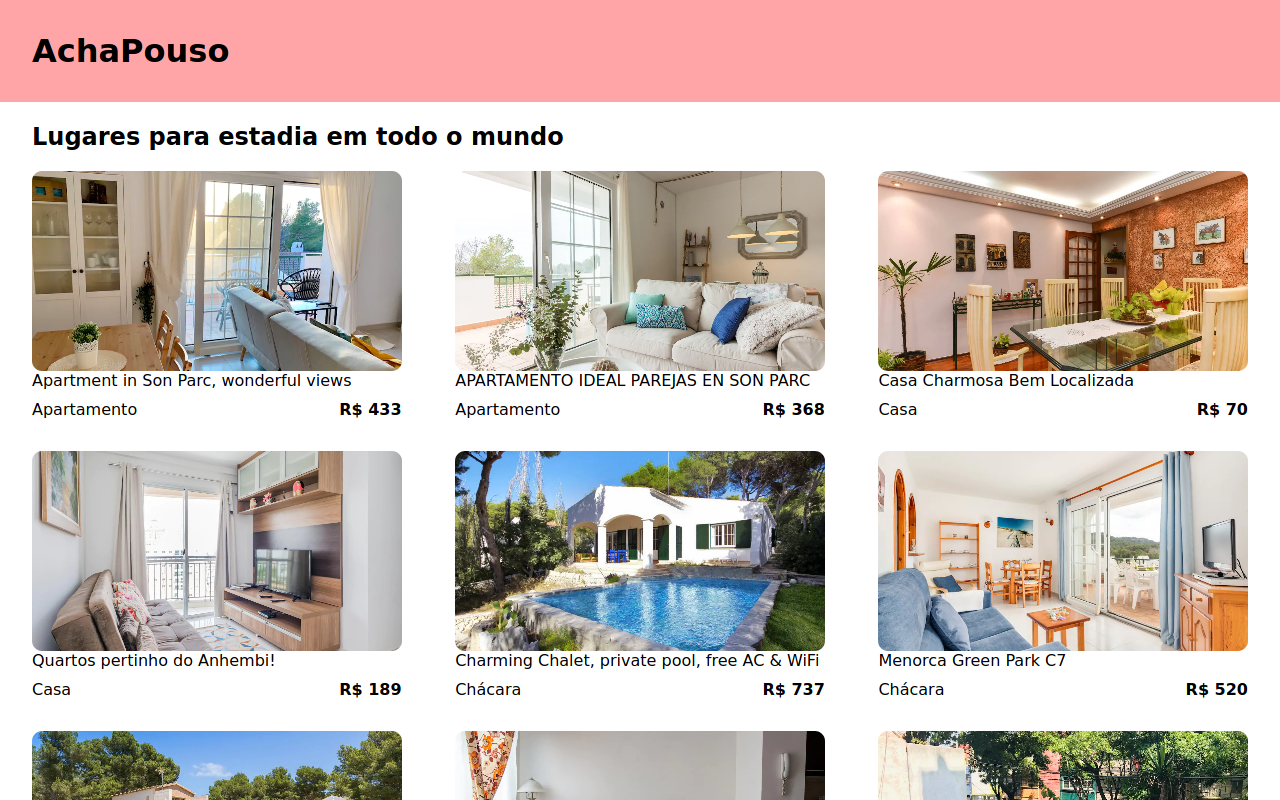 AchaPouso
Lugares para estadia em todo o mundo
Apartment in Son Parc, wonderful views
Apartamento R$ 433
APARTAMENTO IDEAL PAREJAS EN SON PARC
Apartamento R$ 368
Casa Charmosa Bem Localizada
Casa R$ 70
Quartos pertinho do Anhembi!
Casa R$ 189
Charming Chalet, private pool, free AC & WiFi
Chácara R$ 737
Menorca Green Park C7
Chácara R$ 520